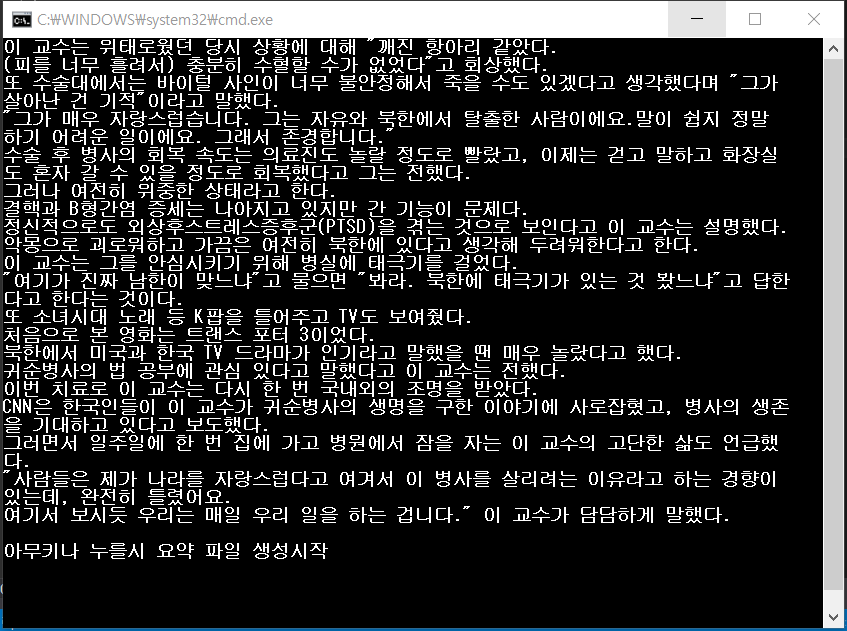 C:₩WINDOWS₩system32₩cmd.exe
이 교수는 위태로웠던 당시 상황에 대해 "깨진 항아리 같았다.
(피를 너무 흘려서) 충분히 수혈할 수가 없었다"고 회상했다.
또 수술대에서는 바이털 사인이 너무 불안정해서 죽을 수도 있겠다고 생각했다며 "그가
살아난 건 기적"이라고 말했다.
"그가 매우 자랑스럽습니다. 그는 자유와 북한에서 탈출한 사람이에요.말이 쉽지 정말
하기 어려운 일이에요. 그래서 존경합니다."
수술 후 병사의 회복 속도는 의료진도 놀랄 정도로 빨랐고, 이제는 걷고 말하고 화장실
도 혼자 갈 수 있을 정도로 회복했다고 그는 전했다.
그러나 여전히 위중한 상태라고 한다.
결핵과 B형간염 증세는 나아지고 있지만 간 기능이 문제다.
정신적으로도 외상후스트레스증후군(PTSD)을 겪는 것으로 보인다고 이 교수는 설명했다.
악몽으로 괴로워하고 가끔은 여전히 북한에 있다고 생각해 두려워한다고 한다.
이 교수는 그를 안심시키기 위해 병실에 태극기를 걸었다.
"여기가 진짜 남한이 맞느냐"고 물으면 "봐라. 북한에 태극기가 있는 것 봤느냐"고 답한
다고 한다는 것이다.
또 소녀시대 노래 등 K팝을 틀어주고 TV도 보여줬다.
처음으로 본 영화는 트랜스 포터 3이었다.
북한에서 미국과 한국 TV 드라마가 인기라고 말했을 땐 매우 놀랐다고 했다.
귀순병사의 법 공부에 관심 있다고 말했다고 이 교수는 전했다.
이번 치료로 이 교수는 다시 한 번 국내외의 조명을 받았다.
CNN은 한국인들이 이 교수가 귀순병사의 생명을 구한 이야기에 사로잡혔고, 병사의 생존
을 기대하고 있다고 보도했다.
그러면서 일주일에 한 번 집에 가고 병원에서 잠을 자는 이 교수의 고단한 삶도 언급했
다.
"사람들은 제가 나라를 자랑스럽다고 여겨서 이 병사를 살리려는 이유라고 하는 경향이
있는데, 완전히 틀렸어요.
여기서 보시듯 우리는 매일 우리 일을 하는 겁니다." 이 교수가 담담하게 말했다.
아무키나 누를시 요약 파일 생성시작